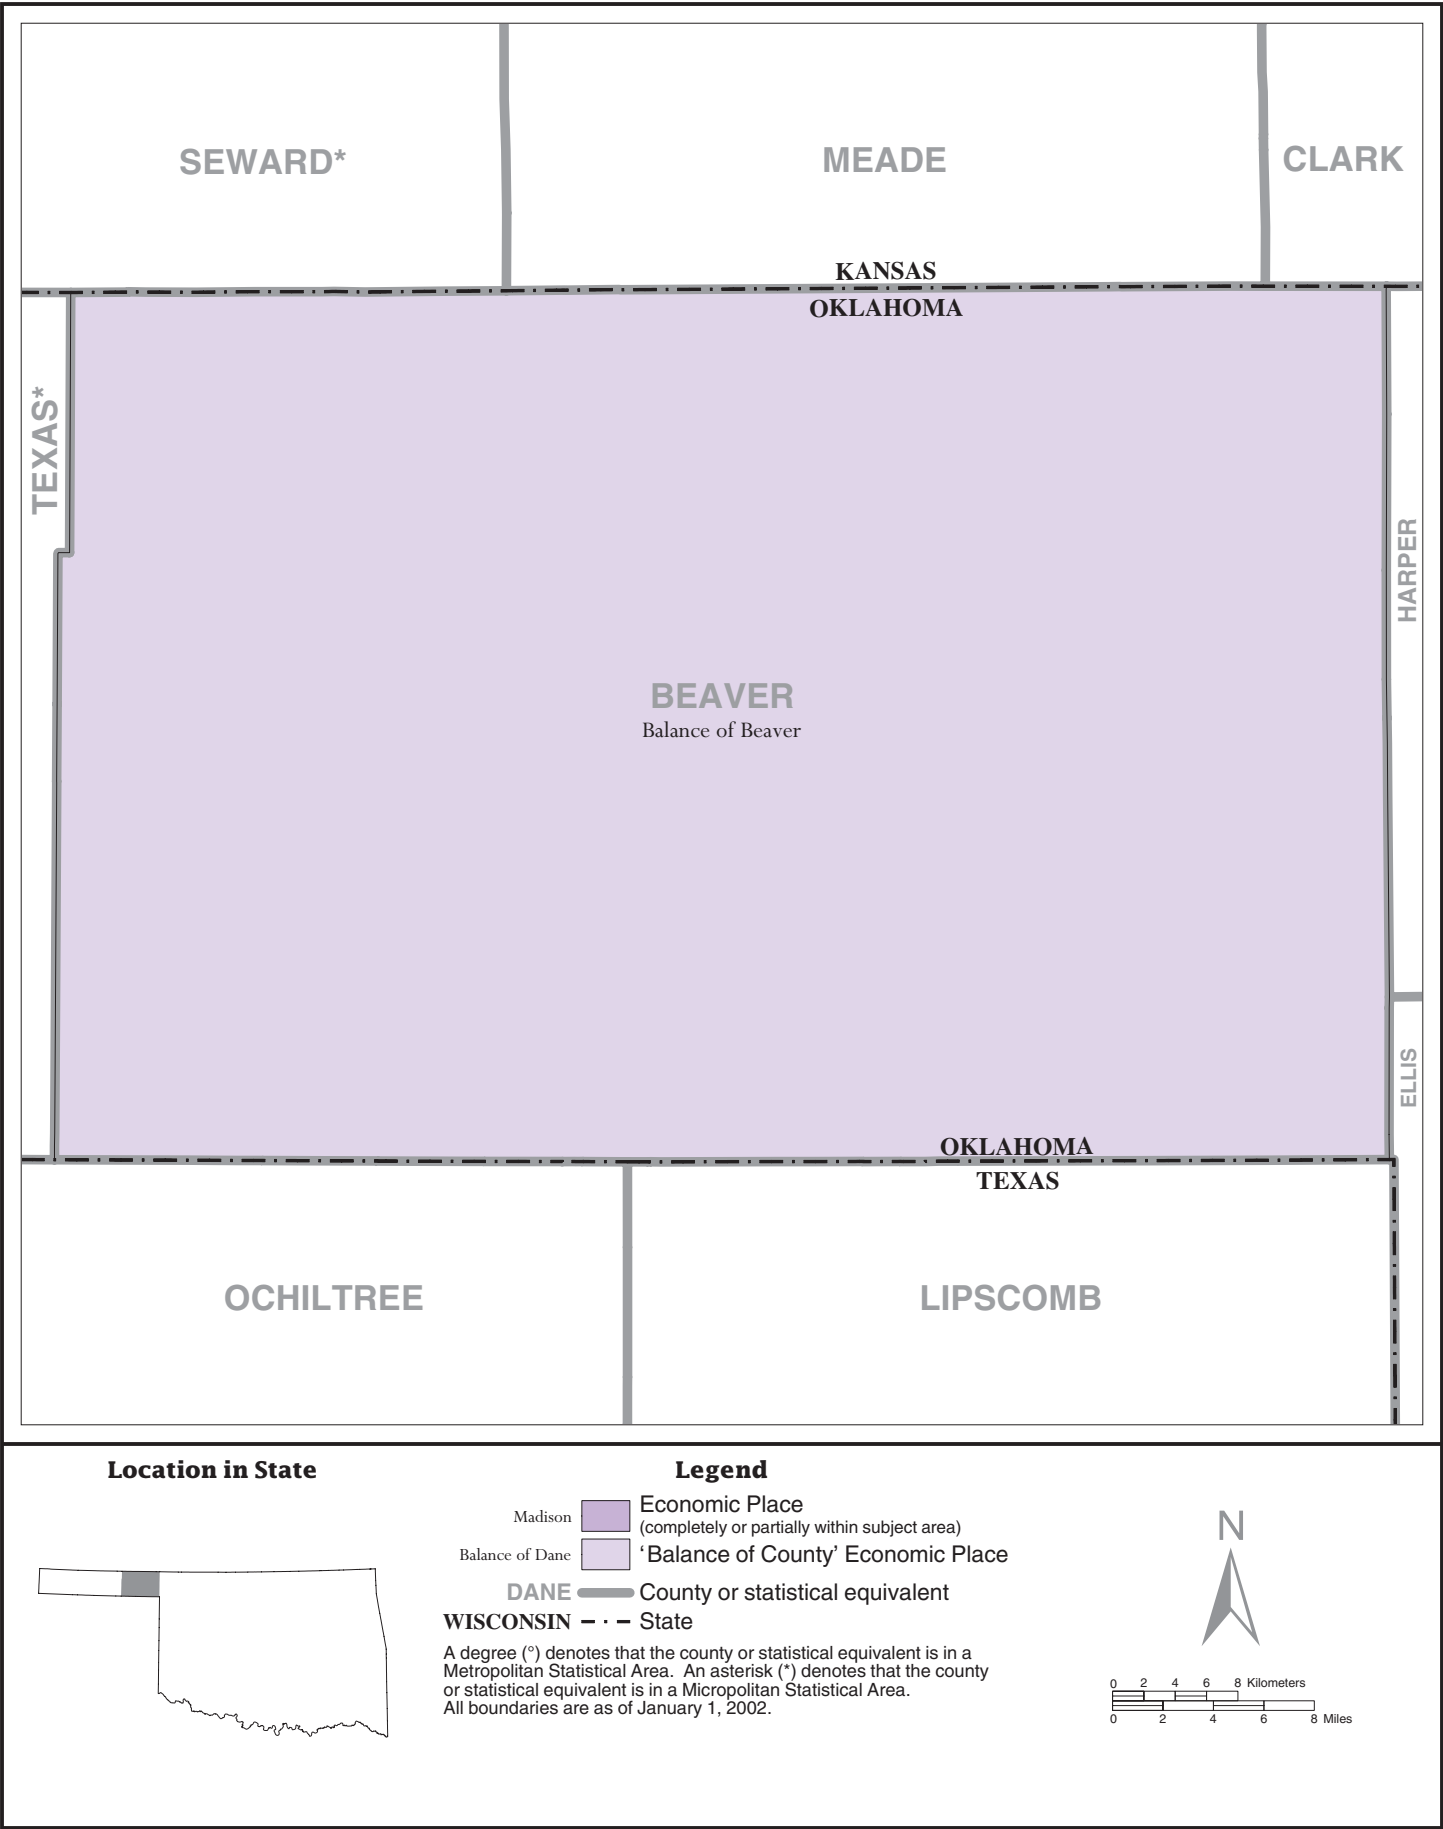 SEWARD*
MEADE
CLARK
KANSAS
OKLAHOMA
TEXAS*
HARPER
BEAVER
Balance of Beaver
ELLIS
OKLAHOMA
TEXAS
OCHILTREE
LIPSCOMB
Location in State
Legend
Madison
Economic Place
(completely or partially within subject area)
Balance of Dane
‘Balance of County’ Economic Place
DANE
County or statistical equivalent
WISCONSIN
State
A degree (°) denotes that the county or statistical equivalent is in a
Metropolitan Statistical Area.  An asterisk (*) denotes that the county
or statistical equivalent is in a Micropolitan Statistical Area.
All boundaries are as of January 1, 2002.
N
0 2 4 6 8 Kilometers
0 2 4 6 8 Miles